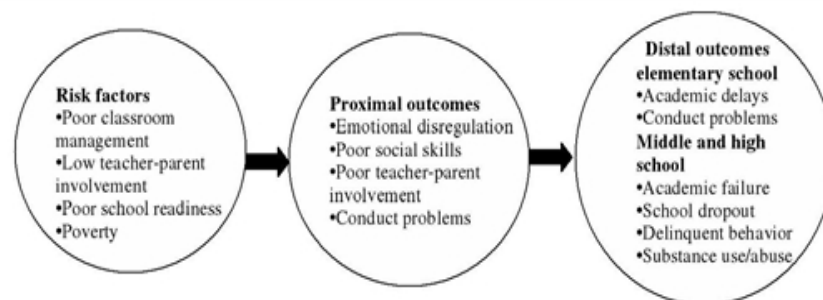 Risk factors
•Poor classroom
management
•Low teacher-parent
involvement
•Poor school readiness
•Poverty
Proximal outcomes
•Emotional disregulation
•Poor social skills
•Poor teacher-parent
involvement
•Conduct problems
Distal outcomes
elementary school
•Academic delays
•Conduct problems
Middle and high
school
•Academic failure
•School dropout
•Delinquent behavior
•Substance use/abuse